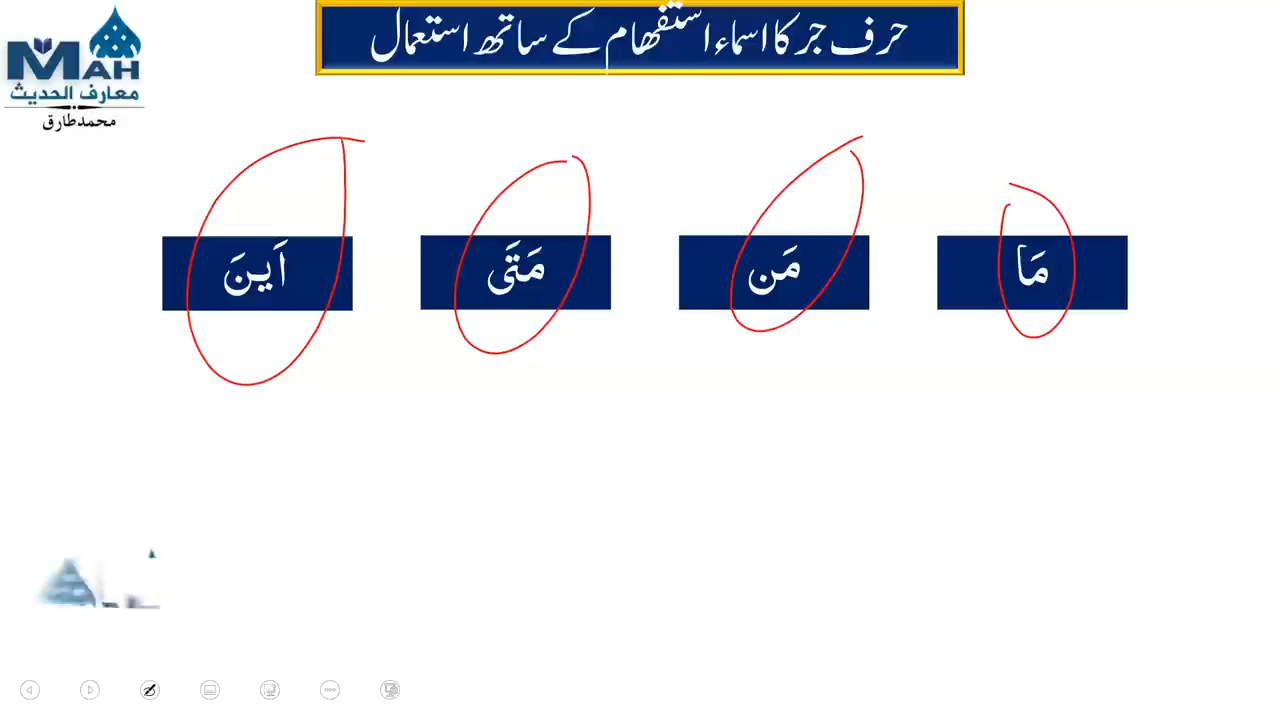 حرف جر کا اسماء استفہام کے ساتھ استعمال
MAH
معارف الحدیث
محمد طارق
مَا
مَن
مَتَی
اَینَ